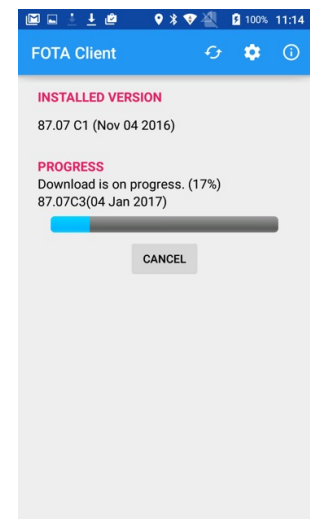 100% 11:14
FOTA Client
INSTALLED VERSION
87.07 C1 (Nov 04 2016)
PROGRESS
Download is on progress. (17%)
87.07C3(04 Jan 2017)
CANCEL